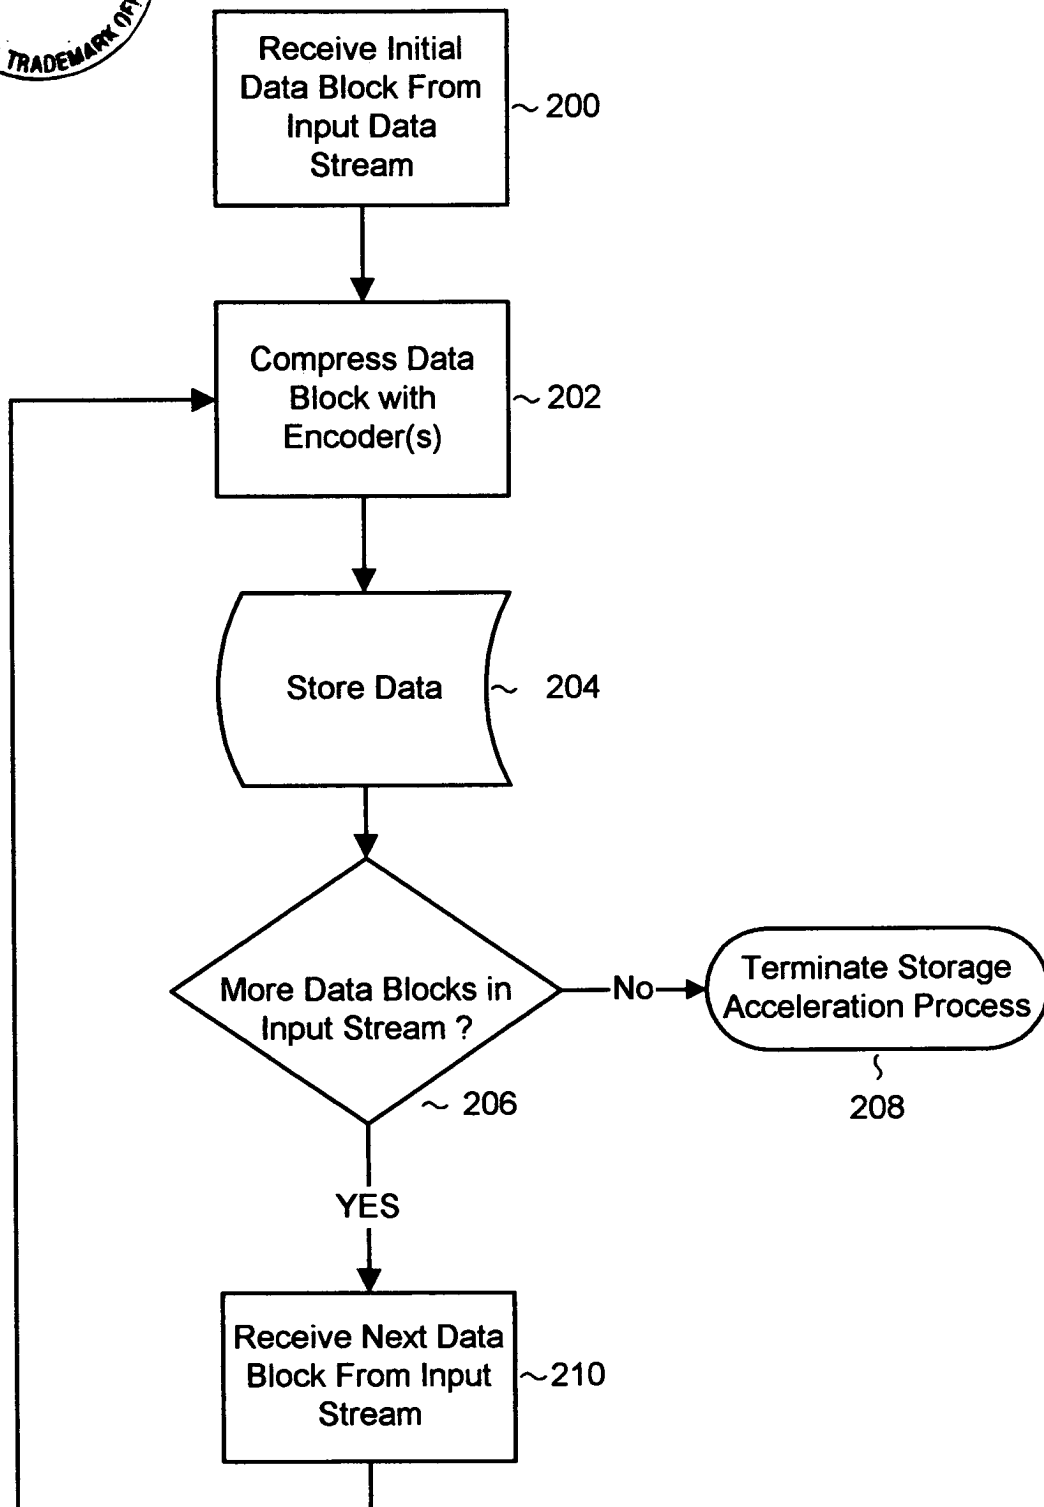 TRADEMARK
Receive Initial
Data Block From
Input Data
Stream
200
Compress Data
Block with
Encoder(s)
202
Store Data
204
More Data Blocks in
Input Stream ?
206
No
Terminate Storage
Acceleration Process
208
YES
Receive Next Data
Block From Input
Stream
210